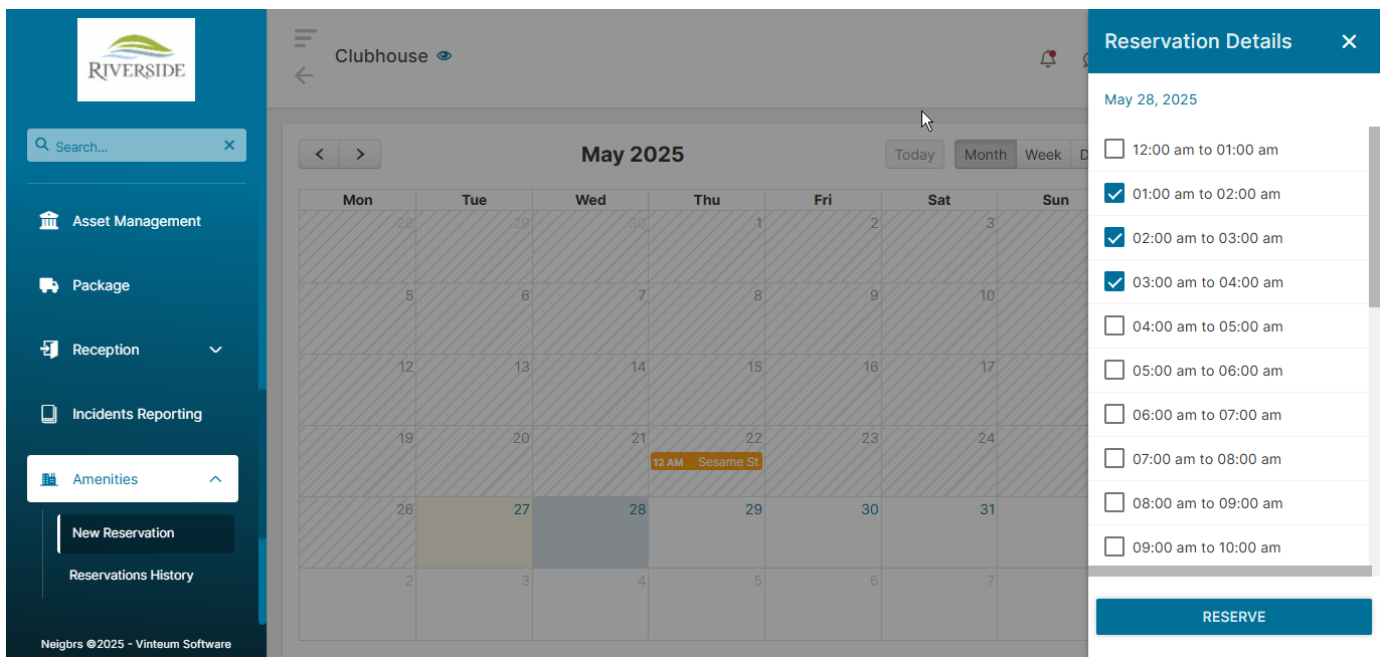 RIVERSIDE
Search...
Asset Management
Package
Reception
Incidents Reporting
Amenities
New Reservation
Reservations History
Neigbrs ©2025 - Vinteum Software
Clubhouse
May 2025
Today Month Week D
Mon Tue Wed Thu Fri Sat Sun
28 29 30 1 2 3
5 6 7 8 9 10
12 13 14 15 16 17
19 20 21 22 23 24
12 AM Sesame St
26 27 28 29 30 31
2 3 4 5 6 7
Reservation Details
May 28, 2025
12:00 am to 01:00 am
01:00 am to 02:00 am
02:00 am to 03:00 am
03:00 am to 04:00 am
04:00 am to 05:00 am
05:00 am to 06:00 am
06:00 am to 07:00 am
07:00 am to 08:00 am
08:00 am to 09:00 am
09:00 am to 10:00 am
RESERVE